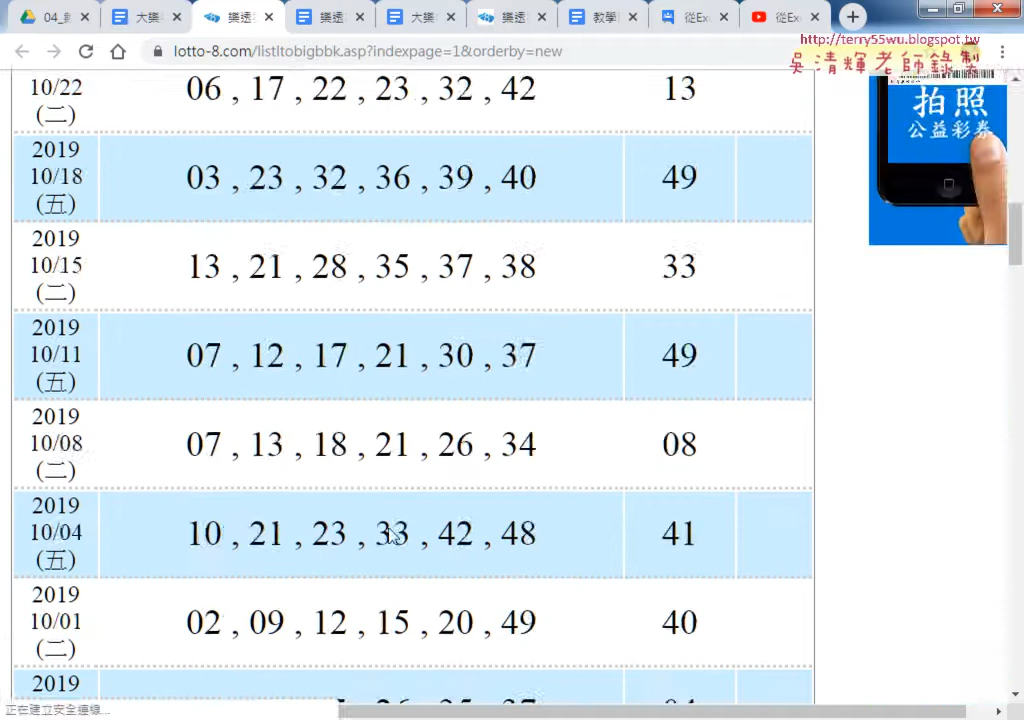 04_新
大樂
樂透
樂透
大樂
樂透
教學
從Ex
從Ex
lotto-8.com/listltobigbbk.asp?indexpage=1&orderby=new
http://terry55wu.blogspot.tw
吳清輝老師錄製
拍照
公益彩券
10/22
(二)
06 , 17 , 22 , 23 , 32 , 42
13
2019
10/18
(五)
03 , 23 , 32 , 36 , 39 , 40
49
2019
10/15
(二)
13 , 21 , 28 , 35 , 37 , 38
33
2019
10/11
(五)
07 , 12 , 17 , 21 , 30 , 37
49
2019
10/08
(二)
07 , 13 , 18 , 21 , 26 , 34
08
2019
10/04
(五)
10 , 21 , 23 , 33 , 42 , 48
41
2019
10/01
(二)
02 , 09 , 12 , 15 , 20 , 49
40
2019
正在建立安全連線...